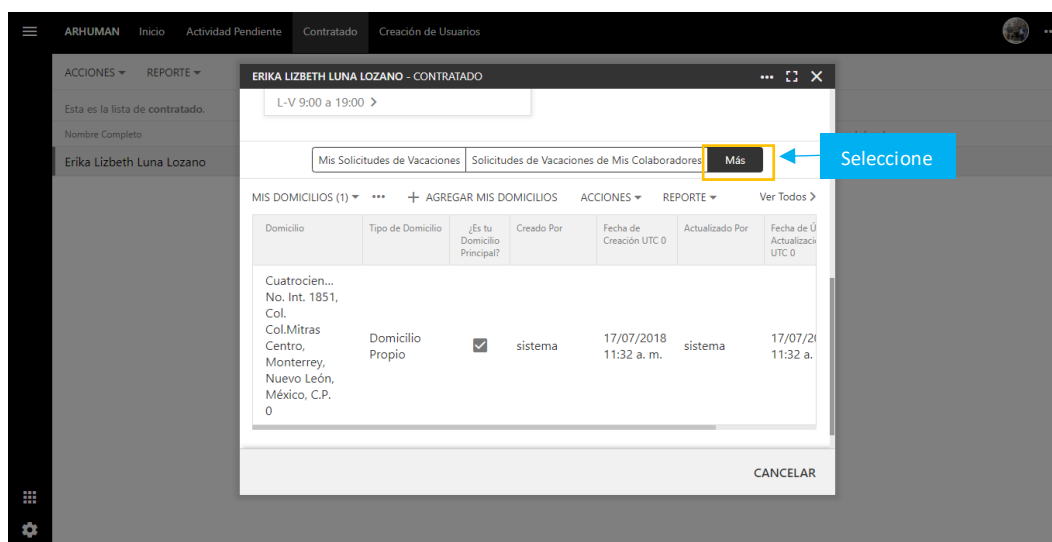 ARHUMAN Inicio Actividad Pendiente Contratado Creación de Usuarios
ACCIONES REPORTE
ERIKA LIZBETH LUNA LOZANO - CONTRATADO
L-V 9:00 a 19:00
Esta es la lista de contratado.
Nombre Completo
Erika Lizbeth Luna Lozano
Mis Solicitudes de Vacaciones Solicitudes de Vacaciones de Mis Colaboradores Más
Seleccione
MIS DOMICILIOS (1) + AGREGAR MIS DOMICILIOS ACCIONES REPORTE Ver Todos
Domicilio Tipo de Domicilio ¿Es tu Domicilio Principal? Creado Por Fecha de Creación UTC 0 Actualizado Por Fecha de Ú
Actualizaci
UTC 0
Cuatrocien...
No. Int. 1851,
Col.
Col.Mitras
Centro,
Monterrey,
Nuevo León,
México, C.P.
0
Domicilio
Propio
sistema
17/07/2018
11:32 a. m.
sistema
17/07/20
11:32 a.
CANCELAR